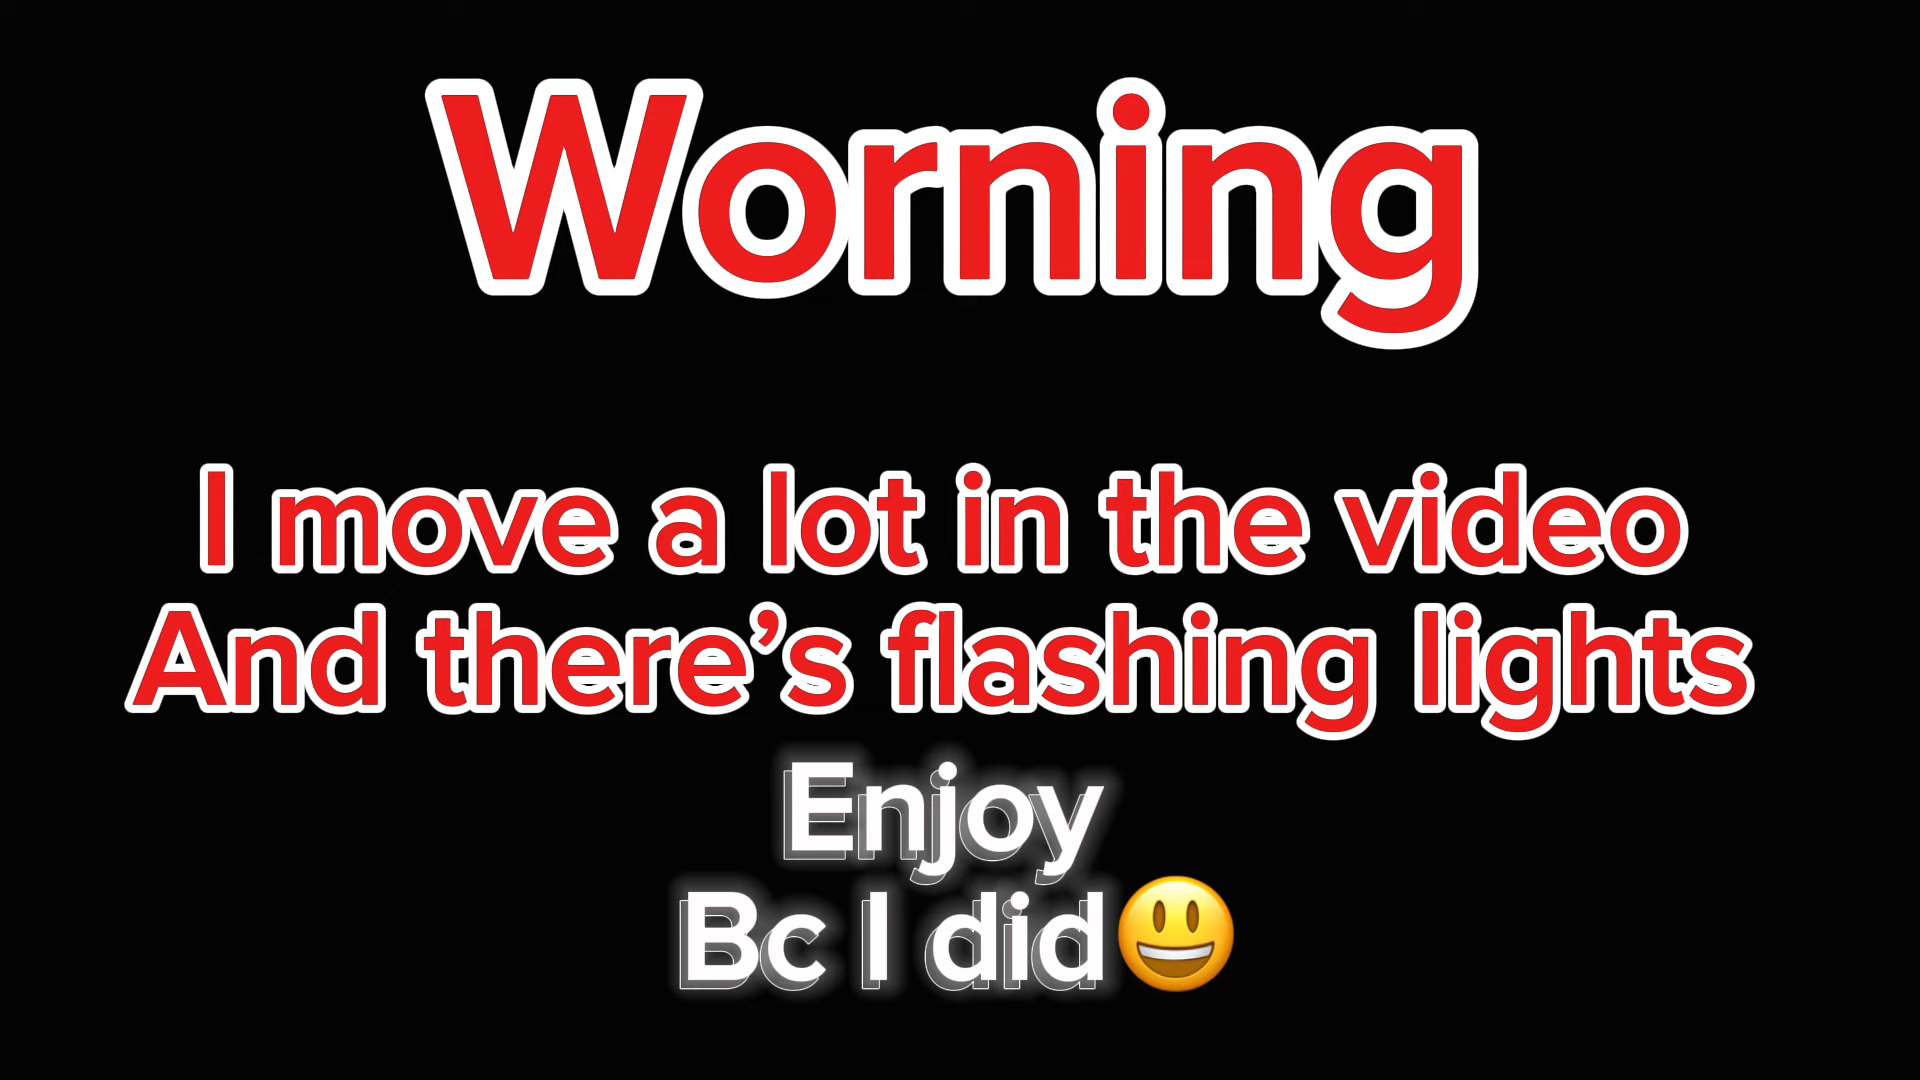 Worning
I move a lot in the video
And there’s flashing lights
Enjoy
Bc I did😃